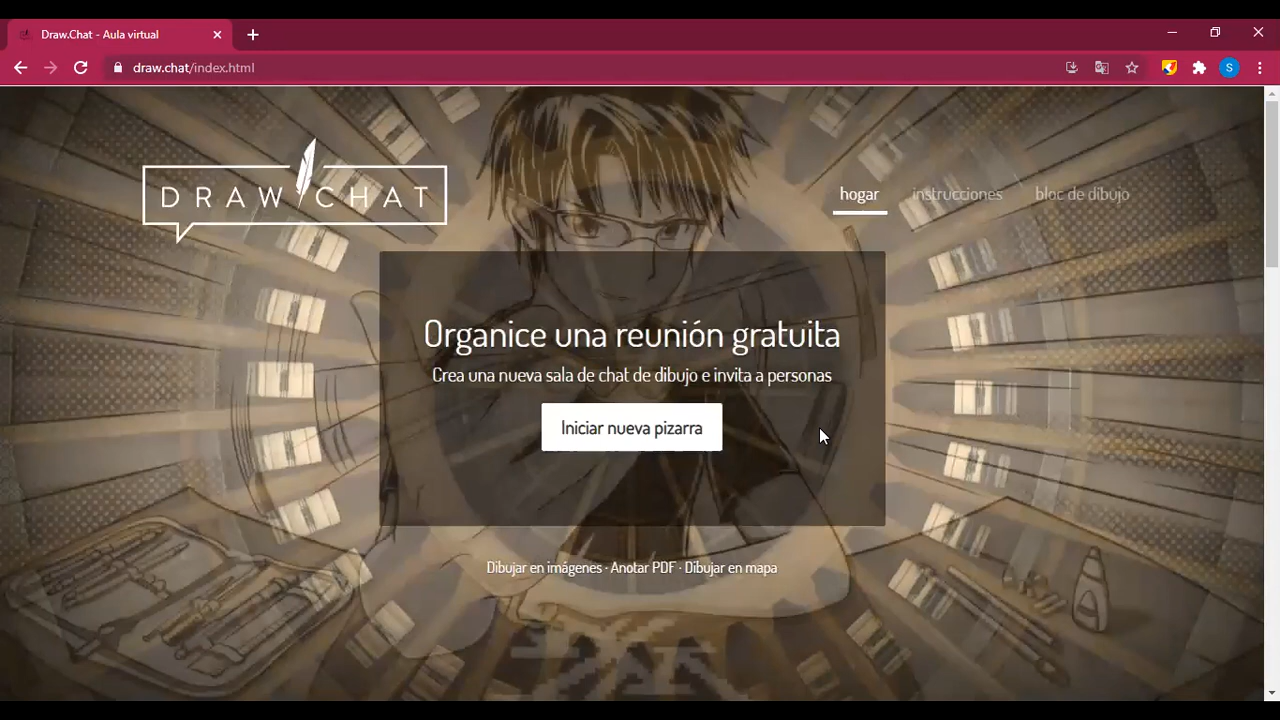 Draw.Chat - Aula virtual
draw.chat/index.html
S
DRAW CHAT
hogar
instrucciones
bloc de dibujo
Organice una reunión gratuita
Crea una nueva sala de chat de dibujo e invita a personas
Iniciar nueva pizarra
Dibujar en imágenes · Anotar PDF · Dibujar en mapa